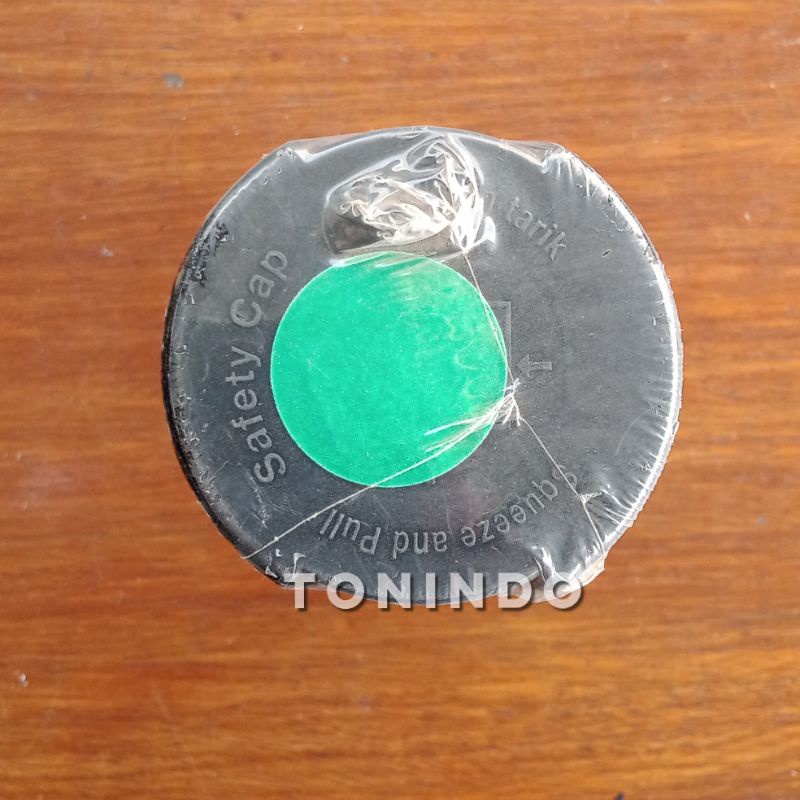 Safety Cap
tarik
Squeeze and Pull
TONINDO